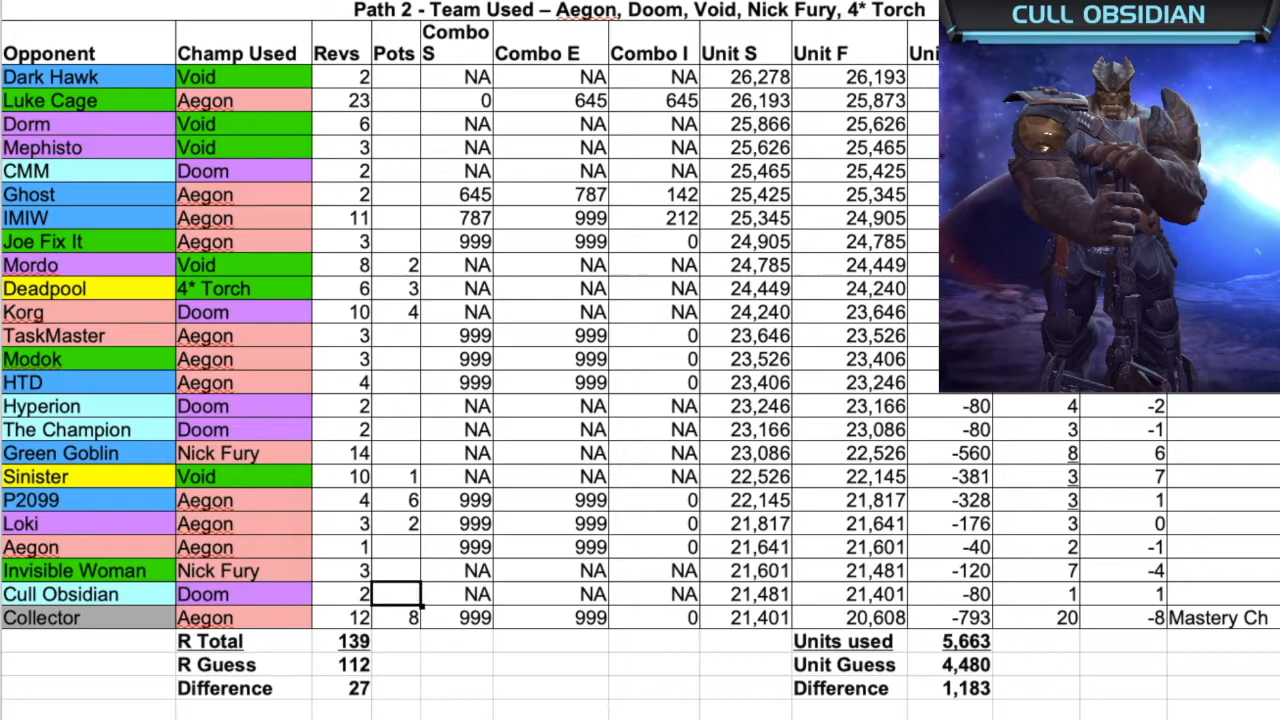 Path 2 - Team Used – Aegon, Doom, Void, Nick Fury, 4* Torch
CULL OBSIDIAN
Opponent Champ Used Revs Pots Combo S Combo E Combo I Unit S Unit F Uni
Dark Hawk Void 2 NA NA NA 26,278 26,193
Luke Cage Aegon 23 0 645 645 26,193 25,873
Dorm Void 6 NA NA NA 25,866 25,626
Mephisto Void 3 NA NA NA 25,626 25,465
CMM Doom 2 NA NA NA 25,465 25,425
Ghost Aegon 2 645 787 142 25,425 25,345
IMIW Aegon 11 787 999 212 25,345 24,905
Joe Fix It Aegon 3 999 999 0 24,905 24,785
Mordo Void 8 2 NA NA NA 24,785 24,449
Deadpool 4* Torch 6 3 NA NA NA 24,449 24,240
Korg Doom 10 4 NA NA NA 24,240 23,646
TaskMaster Aegon 3 999 999 0 23,646 23,526
Modok Aegon 3 999 999 0 23,526 23,406
HTD Aegon 4 999 999 0 23,406 23,246
Hyperion Doom 2 NA NA NA 23,246 23,166 -80 4 -2
The Champion Doom 2 NA NA NA 23,166 23,086 -80 3 -1
Green Goblin Nick Fury 14 NA NA NA 23,086 22,526 -560 8 6
Sinister Void 10 1 NA NA NA 22,526 22,145 -381 3 7
P2099 Aegon 4 6 999 999 0 22,145 21,817 -328 3 1
Loki Aegon 3 2 999 999 0 21,817 21,641 -176 3 0
Aegon Aegon 1 999 999 0 21,641 21,601 -40 2 -1
Invisible Woman Nick Fury 3 NA NA NA 21,601 21,481 -120 7 -4
Cull Obsidian Doom 2 NA NA NA 21,481 21,401 -80 1 1
Collector Aegon 12 8 999 999 0 21,401 20,608 -793 20 -8 Mastery Ch
R Total 139 Units used 5,663
R Guess 112 Unit Guess 4,480
Difference 27 Difference 1,183